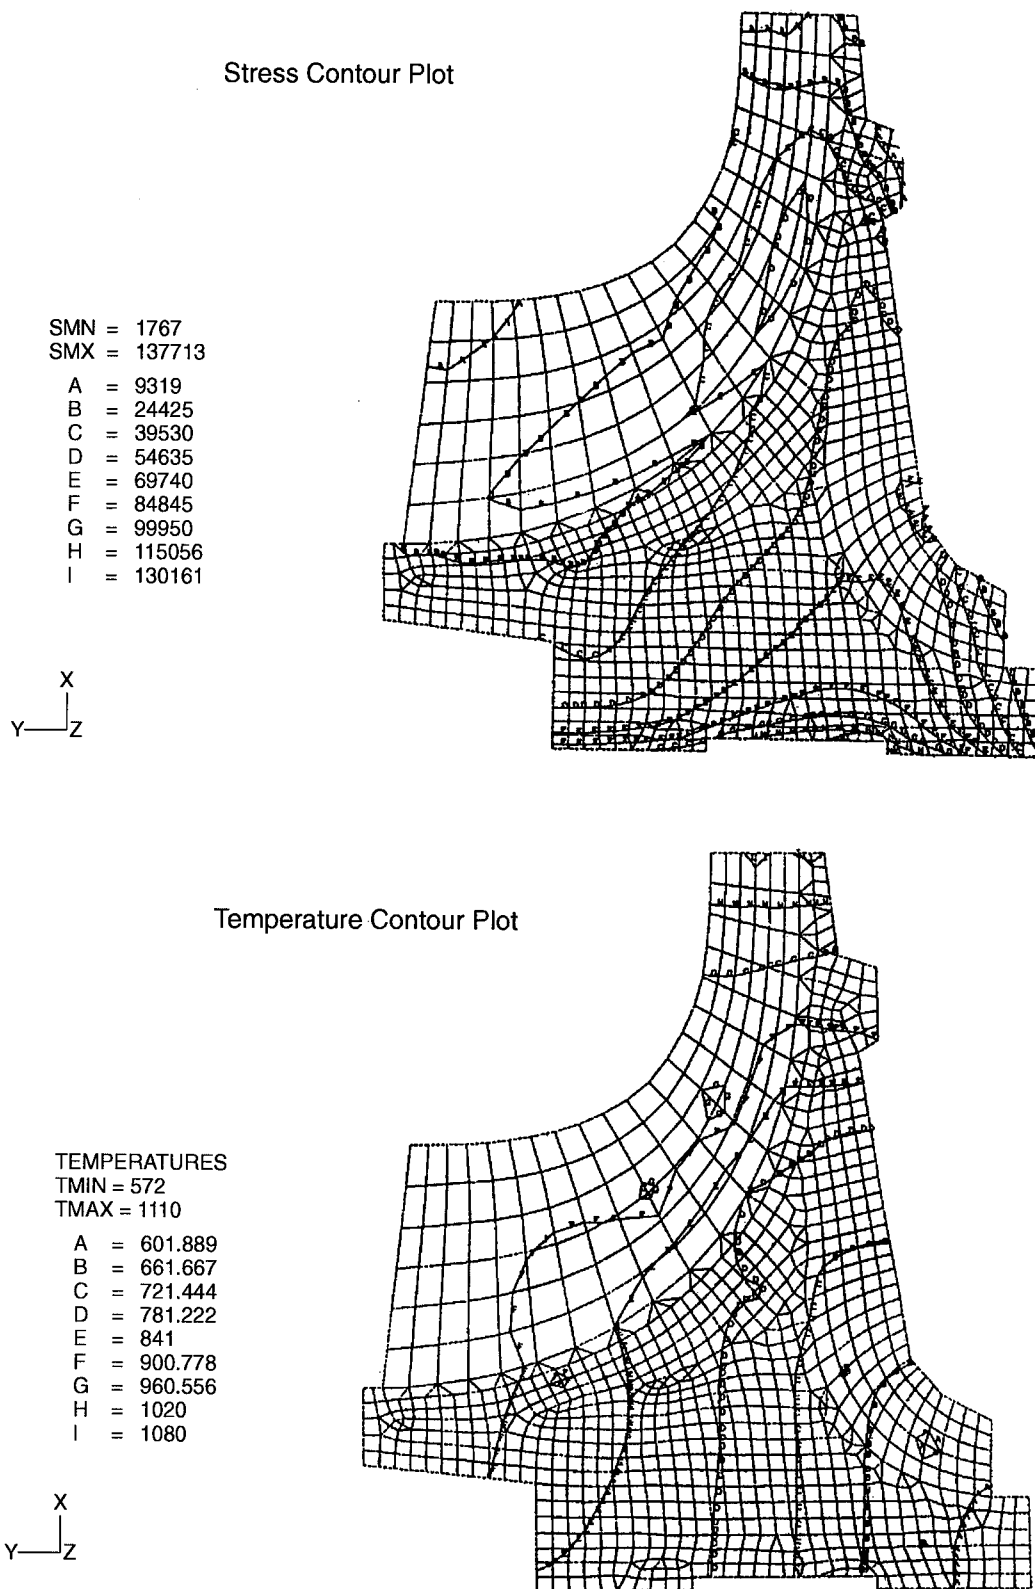 Stress Contour Plot
SMN = 1767
SMX = 137713
A = 9319
B = 24425
C = 39530
D = 54635
E = 69740
F = 84845
G = 99950
H = 115056
I = 130161
X
Y
Z
Temperature Contour Plot
TEMPERATURES
TMIN = 572
TMAX = 1110
A = 601.889
B = 661.667
C = 721.444
D = 781.222
E = 841
F = 900.778
G = 960.556
H = 1020
I = 1080
X
Y
Z